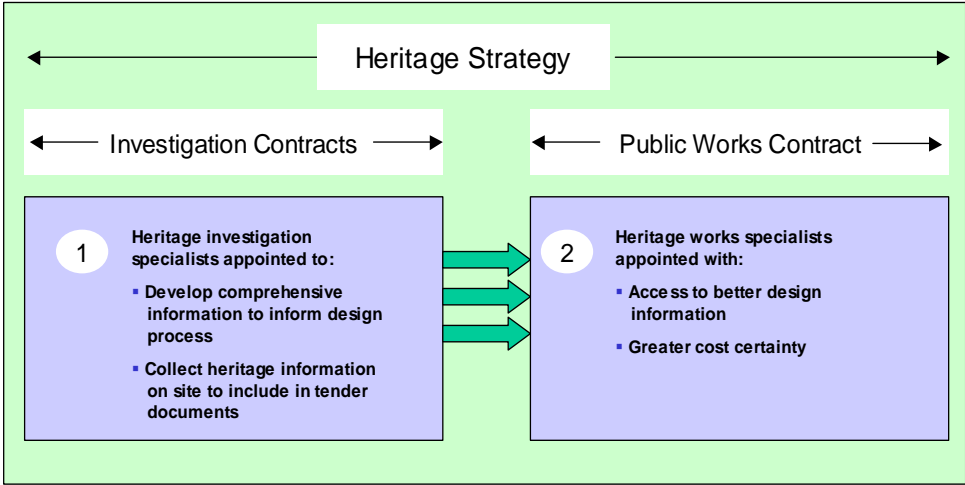 Heritage Strategy
Investigation Contracts
Public Works Contract
1
Heritage investigation
specialists appointed to:
▪ Develop comprehensive
information to inform design
process
▪ Collect heritage information
on site to include in tender
documents
2
Heritage works specialists
appointed with:
▪ Access to better design
information
▪ Greater cost certainty